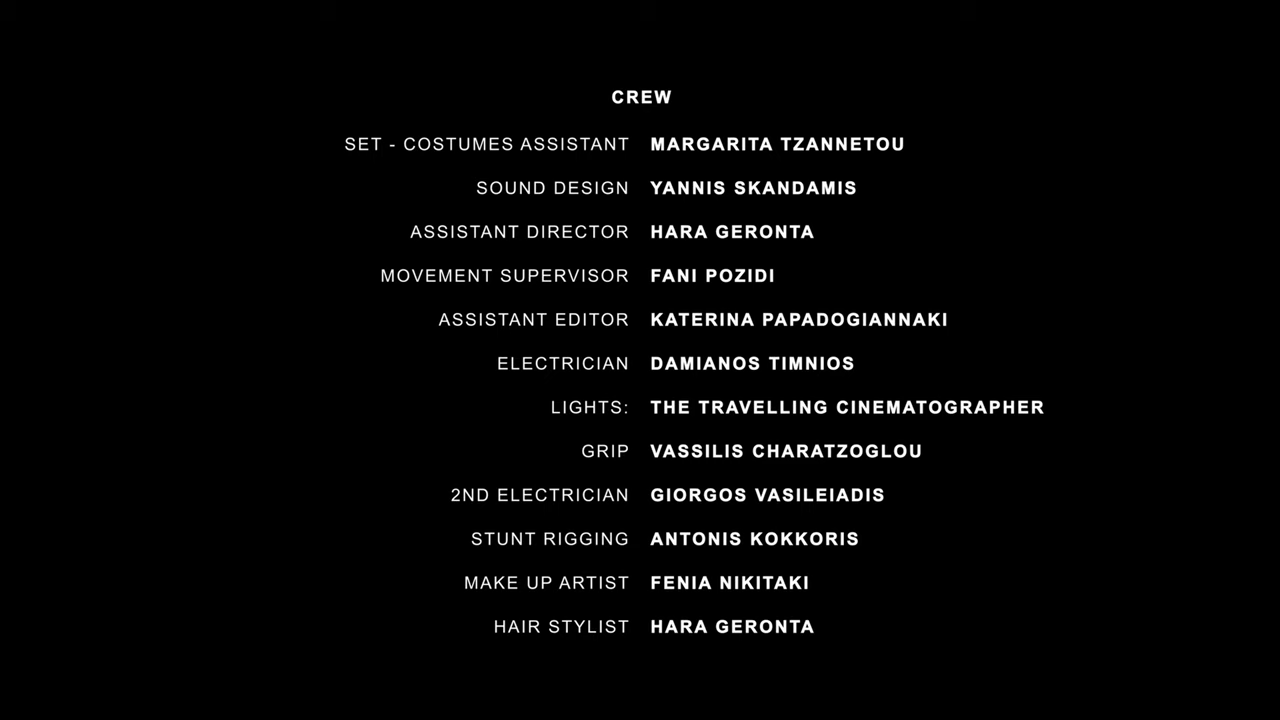 CREW
SET - COSTUMES ASSISTANT MARGARITA TZANNETOU
SOUND DESIGN YANNIS SKANDAMIS
ASSISTANT DIRECTOR HARA GERONTA
MOVEMENT SUPERVISOR FANI POZIDI
ASSISTANT EDITOR KATERINA PAPADOGIANNAKI
ELECTRICIAN DAMIANOS TIMNIOS
LIGHTS: THE TRAVELLING CINEMATOGRAPHER
GRIP VASSILIS CHARATZOGLOU
2ND ELECTRICIAN GIORGOS VASILEIADIS
STUNT RIGGING ANTONIS KOKKORIS
MAKE UP ARTIST FENIA NIKITAKI
HAIR STYLIST HARA GERONTA